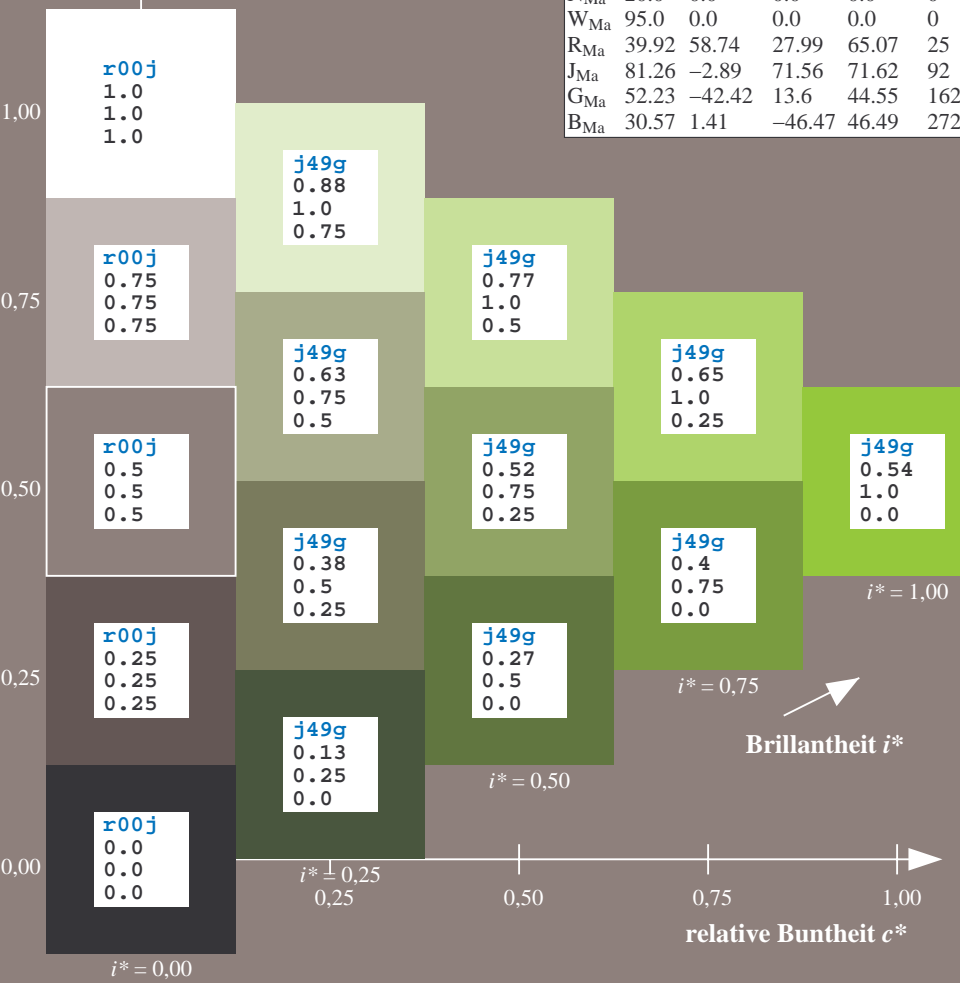 W_Ma 95.0 0.0 0.0 0.0 0
R_Ma 39.92 58.74 27.99 65.07 25
J_Ma 81.26 –2.89 71.56 71.62 92
G_Ma 52.23 –42.42 13.6 44.55 162
B_Ma 30.57 1.41 –46.47 46.49 272
1,00
r00j
1.0
1.0
1.0
j49g
0.88
1.0
0.75
0,75
r00j
0.75
0.75
0.75
j49g
0.77
1.0
0.5
j49g
0.63
0.75
0.5
j49g
0.65
1.0
0.25
0,50
r00j
0.5
0.5
0.5
j49g
0.52
0.75
0.25
j49g
0.54
1.0
0.0
i* = 1,00
j49g
0.38
0.5
0.25
j49g
0.4
0.75
0.0
i* = 0,75
0,25
r00j
0.25
0.25
0.25
j49g
0.27
0.5
0.0
i* = 0,50
Brillantheit i*
j49g
0.13
0.25
0.0
i* = 0,25
0,00
r00j
0.0
0.0
0.0
i* = 0,00
0,25 0,50 0,75 1,00
relative Buntheit c*